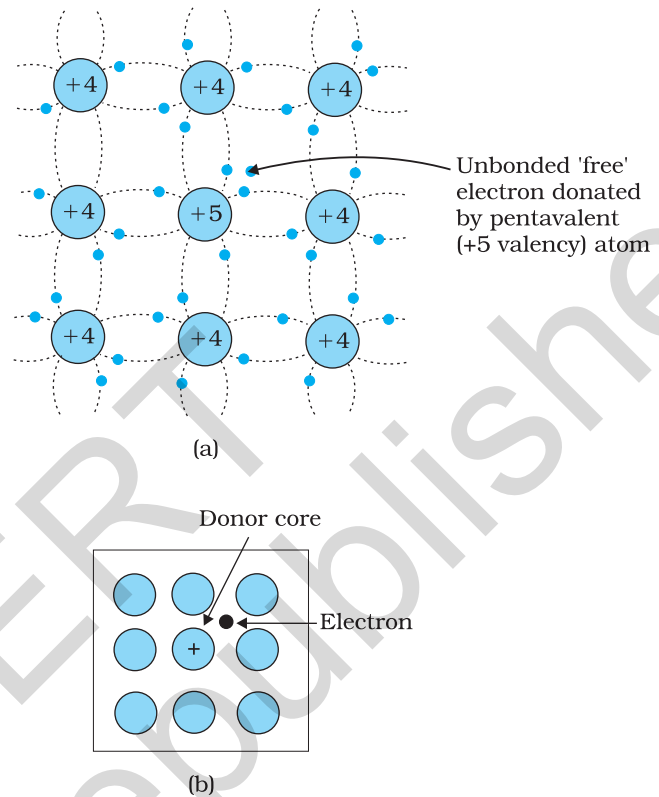 +4 +4 +4
Unbonded 'free'
electron donated
by pentavalent
(+5 valency) atom
+4 +5 +4
+4 +4 +4
(a)
Donor core
Electron
+
(b)